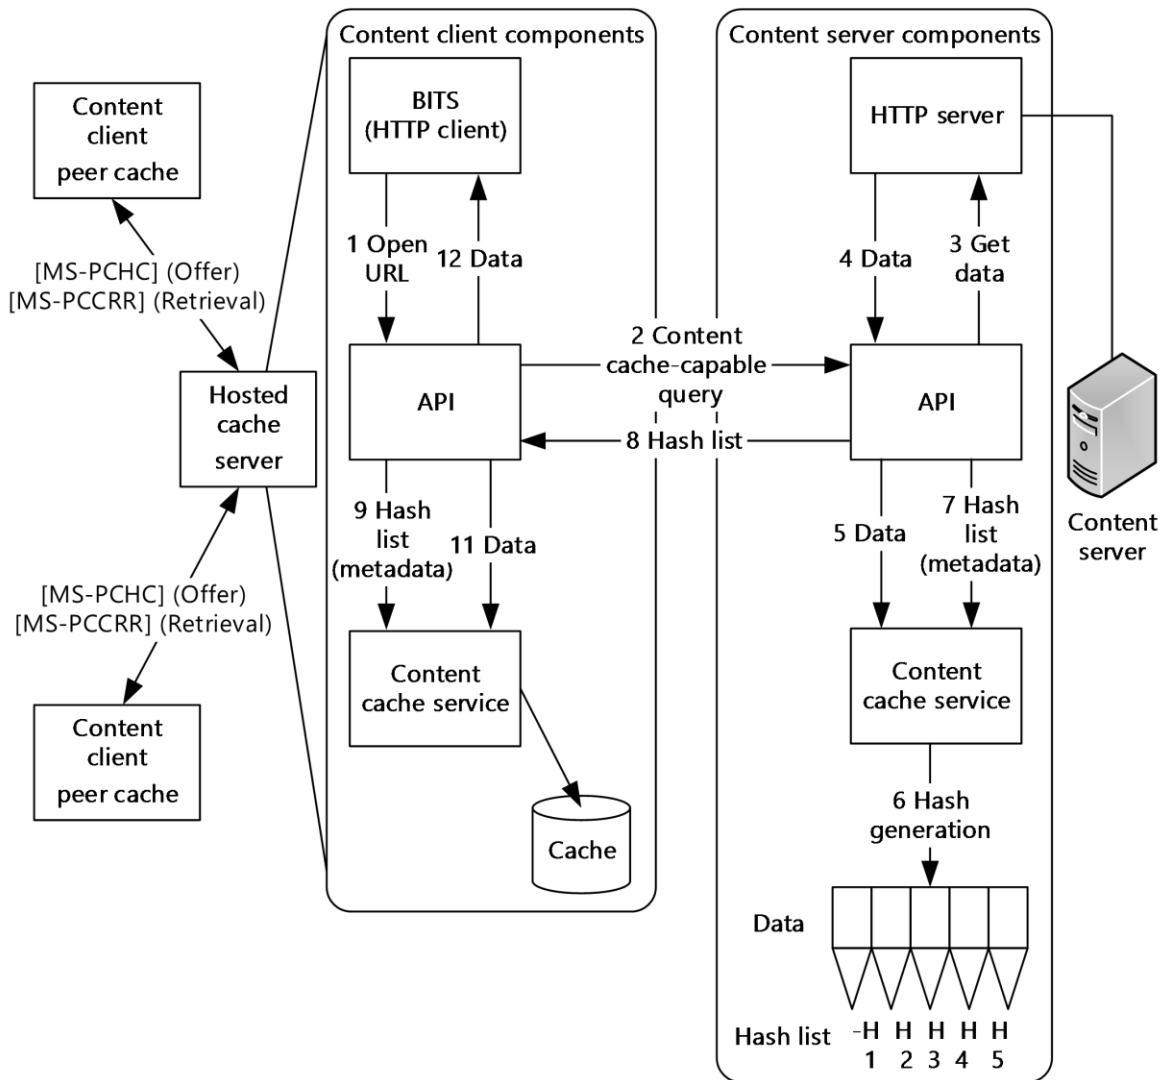 Content client components
Content server components
Content
client
peer cache
BITS
(HTTP client)
HTTP server
1 Open
URL
12 Data
4 Data
3 Get
data
[MS-PCHC] (Offer)
[MS-PCCRR] (Retrieval)
2 Content
cache-capable
query
Hosted
cache
server
API
API
8 Hash list
Content
server
9 Hash
list
(metadata)
11 Data
5 Data
7 Hash
list
(metadata)
[MS-PCHC] (Offer)
[MS-PCCRR] (Retrieval)
Content
cache service
Content
cache service
Content
client
peer cache
6 Hash
generation
Cache
Data
Hash list
-H H H H H
1 2 3 4 5